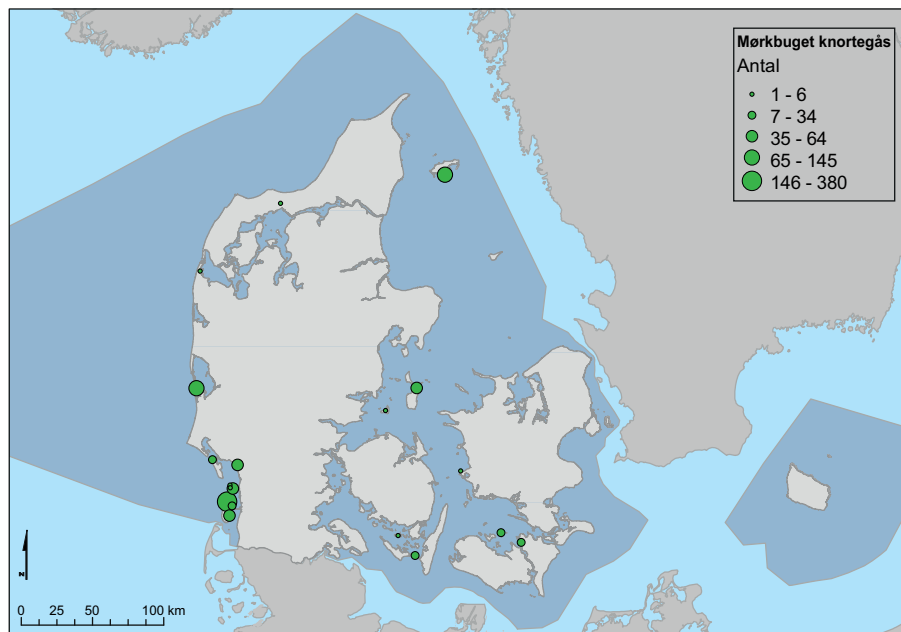 Mørkbuget knortegås
Antal
1 - 6
7 - 34
35 - 64
65 - 145
146 - 380
N
0 25 50 100 km